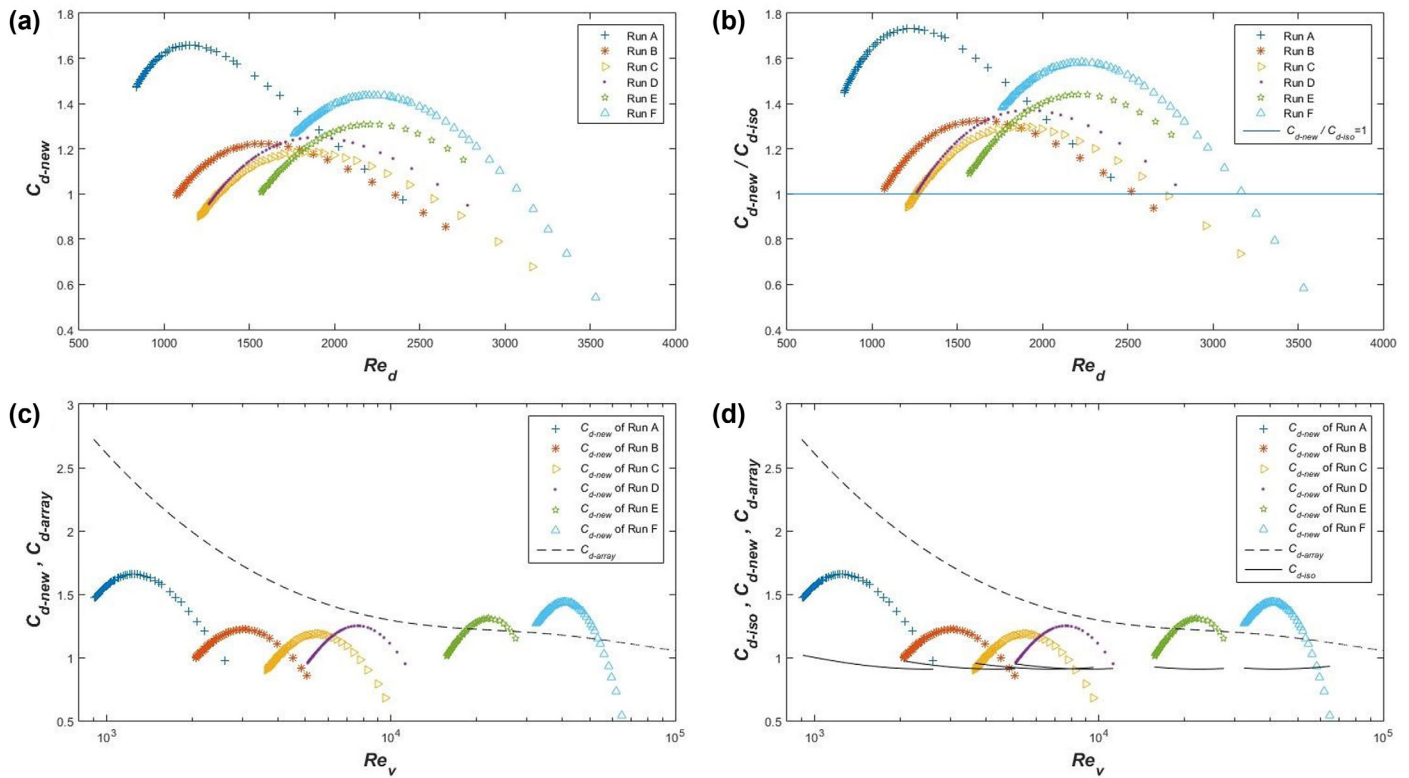 (a)
1.8
1.6
1.4
1.2
1
0.8
0.6
0.4
C_d-new
500 1000 1500 2000 2500 3000 3500 4000
Re_d
Run A
Run B
Run C
Run D
Run E
Run F
(b)
1.8
1.6
1.4
1.2
1
0.8
0.6
0.4
C_d-new / C_d-iso
500 1000 1500 2000 2500 3000 3500 4000
Re_d
Run A
Run B
Run C
Run D
Run E
Run F
C_d-new / C_d-iso=1
(c)
3
2.5
2
1.5
1
0.5
C_d-new , C_d-array
10^3 10^4 10^5
Re_v
C_d-new of Run A
C_d-new of Run B
C_d-new of Run C
C_d-new of Run D
C_d-new of Run E
C_d-new of Run F
C_d-array
(d)
3
2.5
2
1.5
1
0.5
C_d-iso , C_d-new , C_d-array
10^3 10^4 10^5
Re_v
C_d-new of Run A
C_d-new of Run B
C_d-new of Run C
C_d-new of Run D
C_d-new of Run E
C_d-new of Run F
C_d-array
C_d-iso